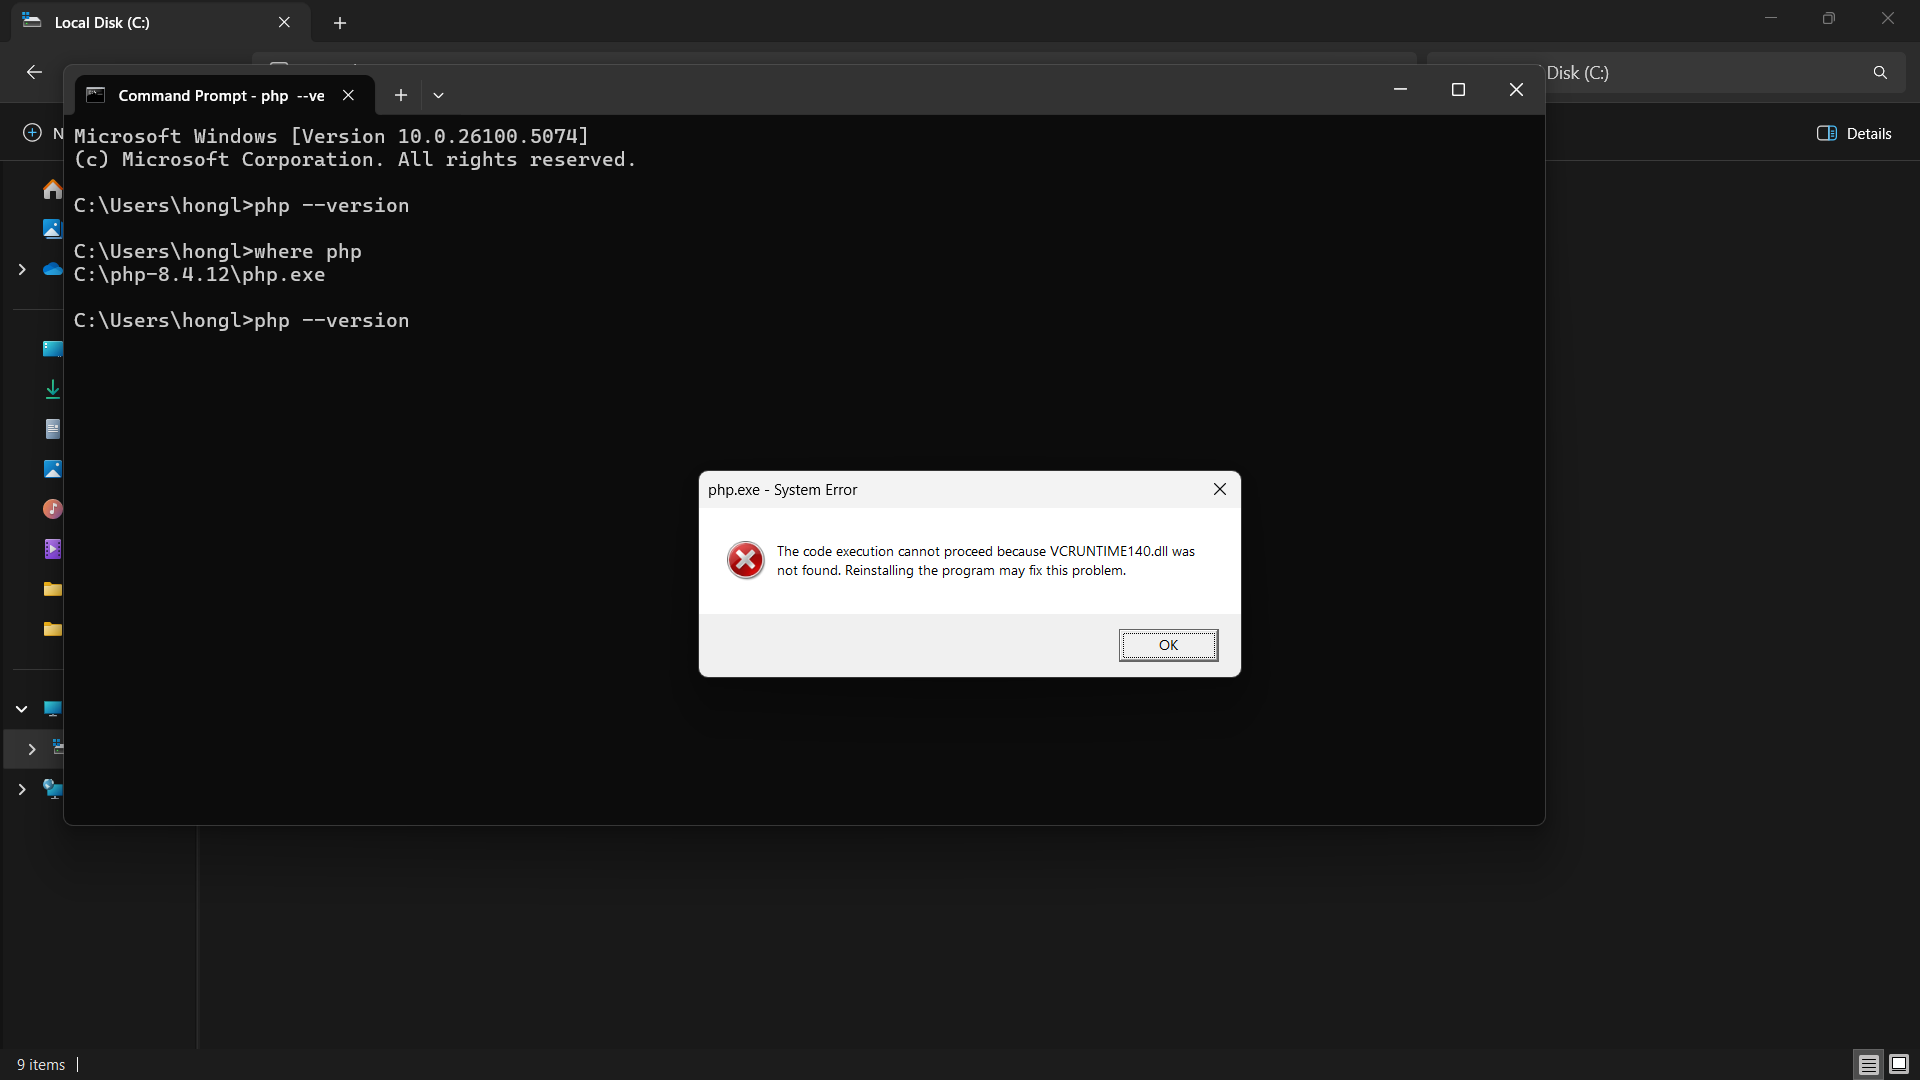 Local Disk (C:)
Disk (C:)
Command Prompt - php --ve
N
Details
Microsoft Windows [Version 10.0.26100.5074]
(c) Microsoft Corporation. All rights reserved.
C:\Users\hongl>php --version
C:\Users\hongl>where php
C:\php-8.4.12\php.exe
C:\Users\hongl>php --version
php.exe - System Error
The code execution cannot proceed because VCRUNTIME140.dll was
not found. Reinstalling the program may fix this problem.
OK
9 items